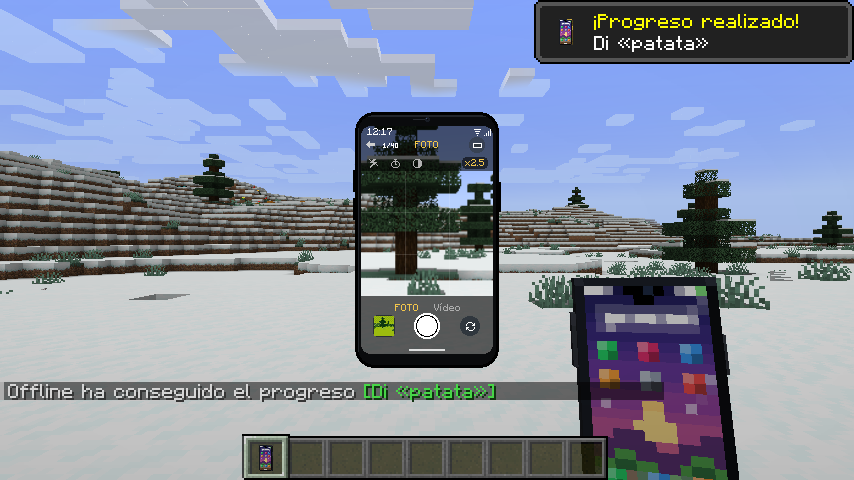 ¡Progreso realizado!
Di «patata»
12:17
1/40 FOTO
×2.5
FOTO Vídeo
Offline ha conseguido el progreso [Di «patata»]